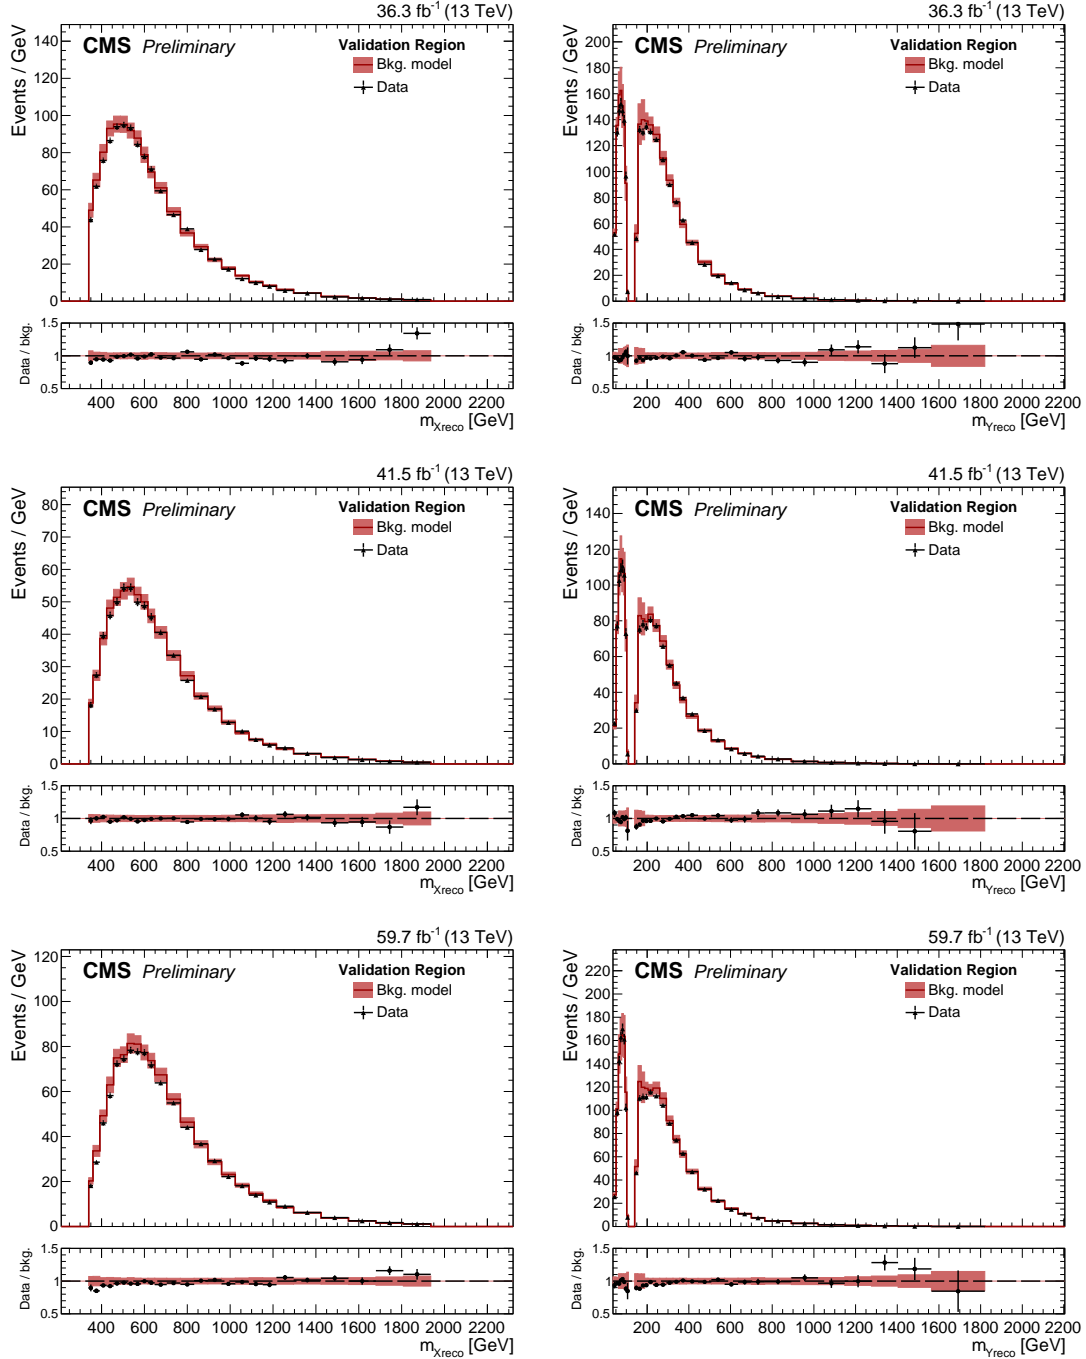 36.3 fb-1 (13 TeV)
CMS Preliminary
Validation Region
Bkg. model
Data
Events / GeV
140
120
100
80
60
40
20
0
Data / bkg.
1.5
1
0.5
400 600 800 1000 1200 1400 1600 1800 2000 2200
mXreco [GeV]
36.3 fb-1 (13 TeV)
CMS Preliminary
Validation Region
Bkg. model
Data
Events / GeV
200
180
160
140
120
100
80
60
40
20
0
Data / bkg.
1.5
1
0.5
200 400 600 800 1000 1200 1400 1600 1800 2000 2200
mYreco [GeV]
41.5 fb-1 (13 TeV)
CMS Preliminary
Validation Region
Bkg. model
Data
Events / GeV
80
70
60
50
40
30
20
10
0
Data / bkg.
1.5
1
0.5
400 600 800 1000 1200 1400 1600 1800 2000 2200
mXreco [GeV]
41.5 fb-1 (13 TeV)
CMS Preliminary
Validation Region
Bkg. model
Data
Events / GeV
140
120
100
80
60
40
20
0
Data / bkg.
1.5
1
0.5
200 400 600 800 1000 1200 1400 1600 1800 2000 2200
mYreco [GeV]
59.7 fb-1 (13 TeV)
CMS Preliminary
Validation Region
Bkg. model
Data
Events / GeV
120
100
80
60
40
20
0
Data / bkg.
1.5
1
0.5
400 600 800 1000 1200 1400 1600 1800 2000 2200
mXreco [GeV]
59.7 fb-1 (13 TeV)
CMS Preliminary
Validation Region
Bkg. model
Data
Events / GeV
220
200
180
160
140
120
100
80
60
40
20
0
Data / bkg.
1.5
1
0.5
200 400 600 800 1000 1200 1400 1600 1800 2000 2200
mYreco [GeV]